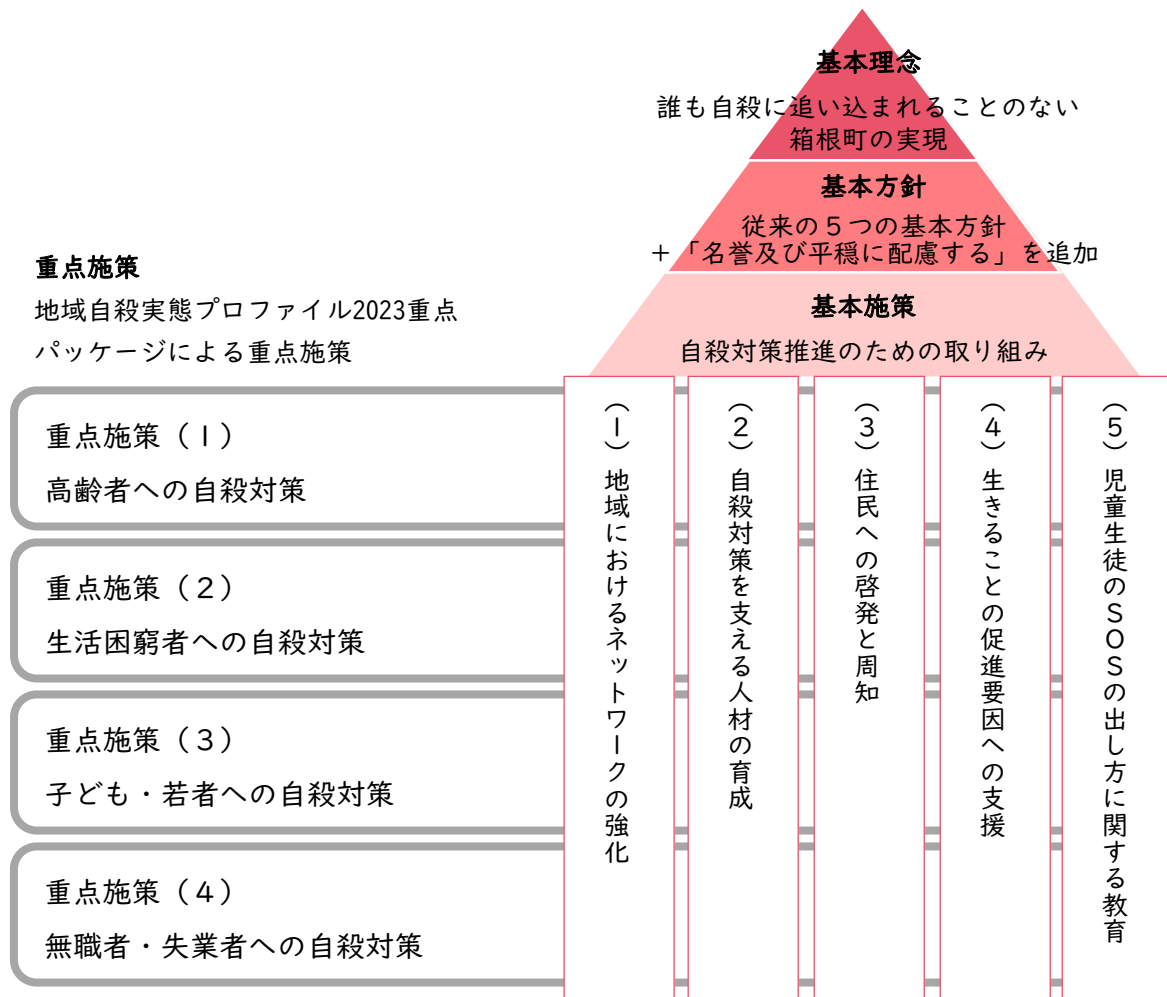 基本理念
誰も自殺に追い込まれることのない
箱根町の実現
基本方針
従来の５つの基本方針
＋「名誉及び平穏に配慮する」を追加
基本施策
自殺対策推進のための取り組み
重点施策
地域自殺実態プロファイル2023重点
パッケージによる重点施策
重点施策（１）
高齢者への自殺対策
重点施策（２）
生活困窮者への自殺対策
重点施策（３）
子ども・若者への自殺対策
重点施策（４）
無職者・失業者への自殺対策
（１）地域におけるネットワークの強化
（２）自殺対策を支える人材の育成
（３）住民への啓発と周知
（４）生きることの促進要因への支援
（５）児童生徒のＳＯＳの出し方に関する教育